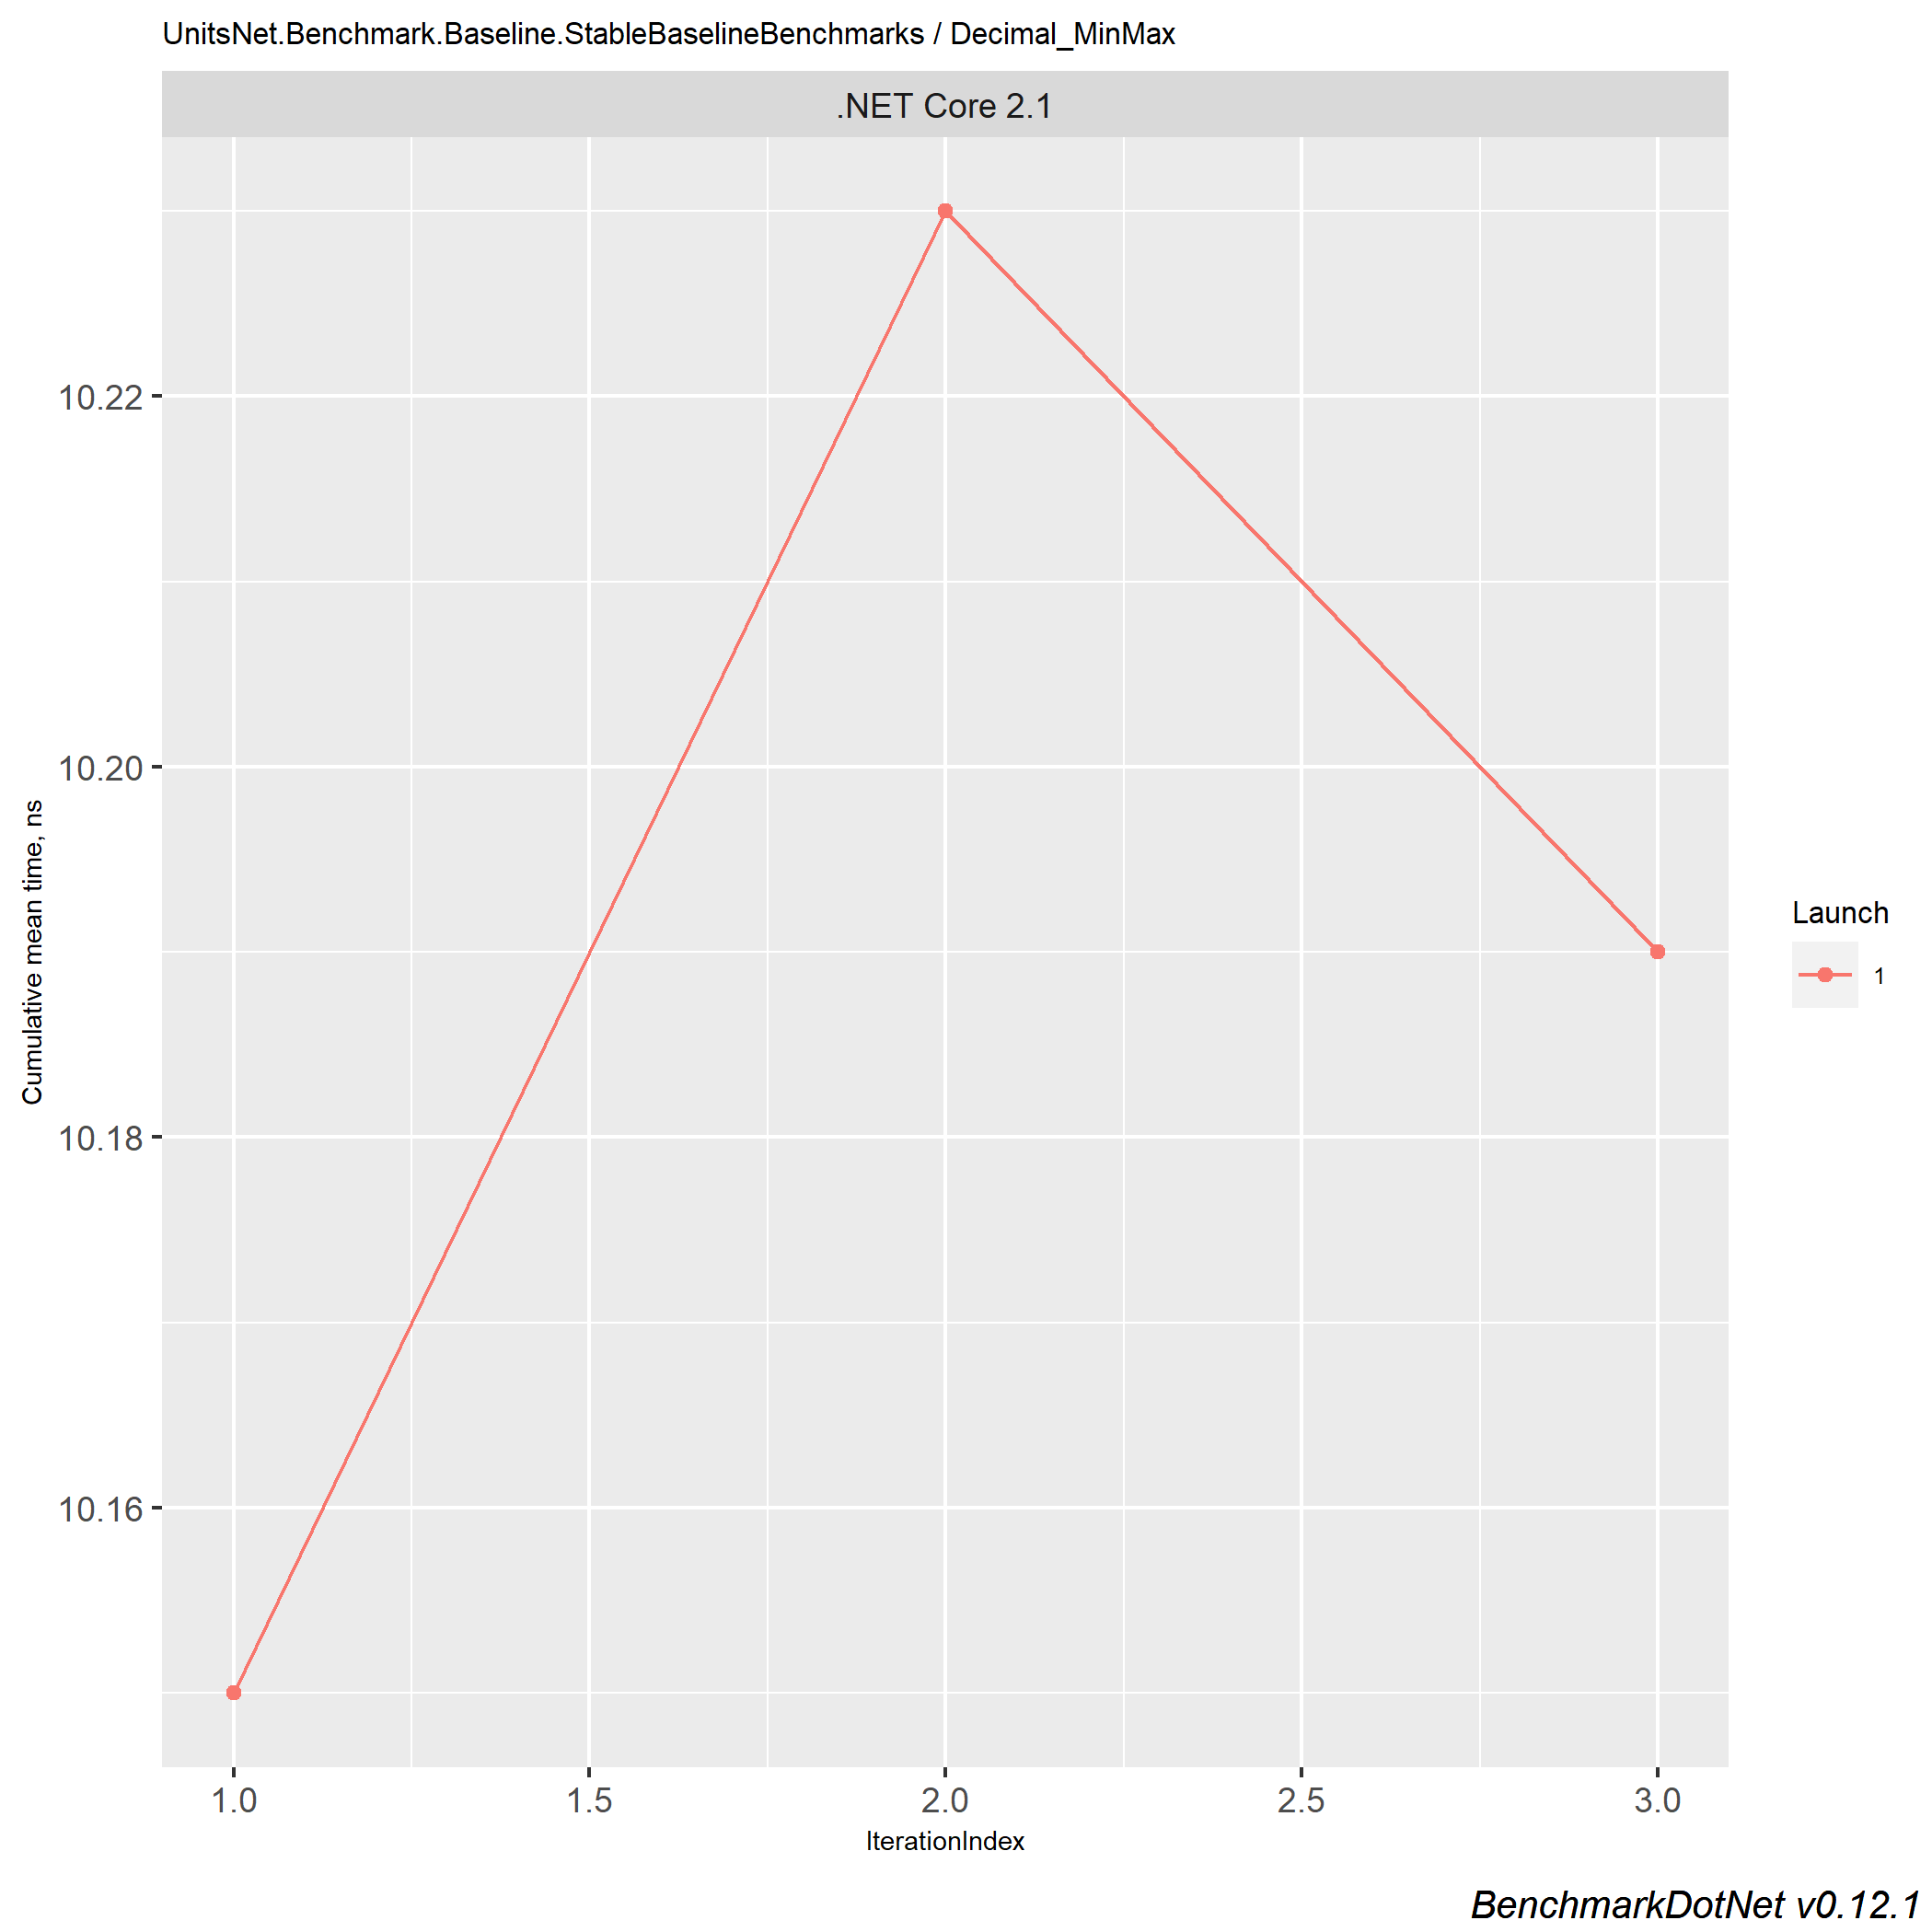 UnitsNet.Benchmark.Baseline.StableBaselineBenchmarks / Decimal_MinMax
.NET Core 2.1
10.22
10.20
10.18
10.16
Cumulative mean time, ns
1.0 1.5 2.0 2.5 3.0
IterationIndex
Launch
1
BenchmarkDotNet v0.12.1